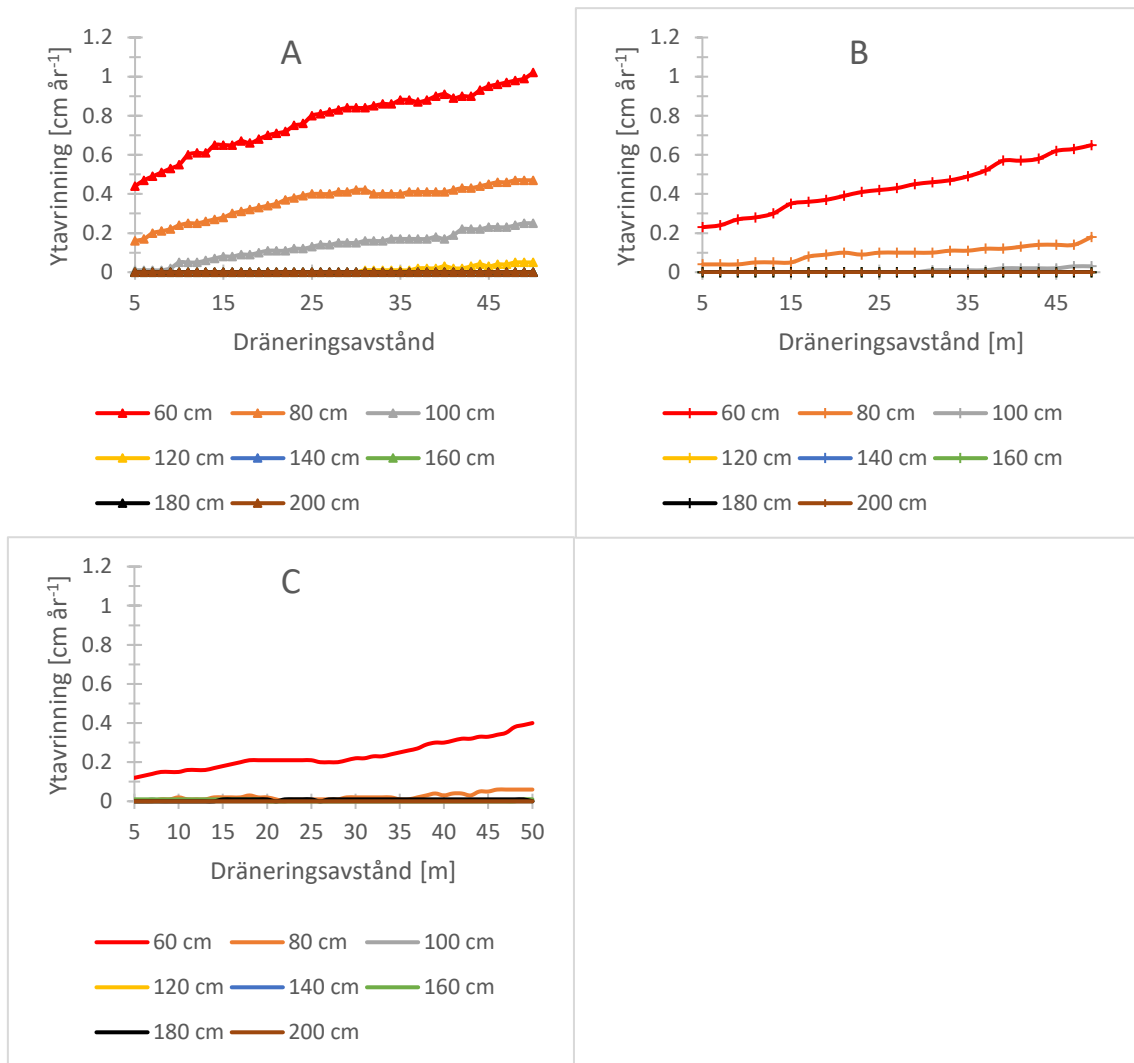 A
Ytavrinning [cm år-1]
1.2
1
0.8
0.6
0.4
0.2
0
5 15 25 35 45
Dräneringsavstånd
60 cm 80 cm 100 cm
120 cm 140 cm 160 cm
180 cm 200 cm
B
Ytavrinning [cm år-1]
1.2
1
0.8
0.6
0.4
0.2
0
5 15 25 35 45
Dräneringsavstånd [m]
60 cm 80 cm 100 cm
120 cm 140 cm 160 cm
180 cm 200 cm
C
Ytavrinning [cm år-1]
1.2
1
0.8
0.6
0.4
0.2
0
5 10 15 20 25 30 35 40 45 50
Dräneringsavstånd [m]
60 cm 80 cm 100 cm
120 cm 140 cm 160 cm
180 cm 200 cm